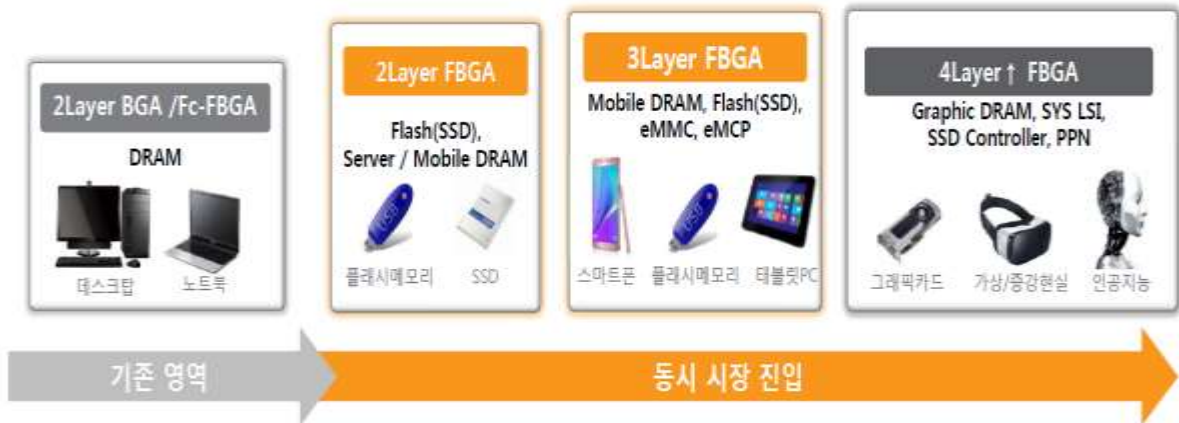 2Layer BGA /Fc-FBGA
DRAM
데스크탑
노트북
2Layer FBGA
Flash(SSD),
Server / Mobile DRAM
USB
플래시메모리
SSD
3Layer FBGA
Mobile DRAM, Flash(SSD),
eMMC, eMCP
스마트폰
USB
플래시메모리
태블릿PC
4Layer↑ FBGA
Graphic DRAM, SYS LSI,
SSD Controller, PPN
그래픽카드
가상/증강현실
인공지능
기존 영역
동시 시장 진입